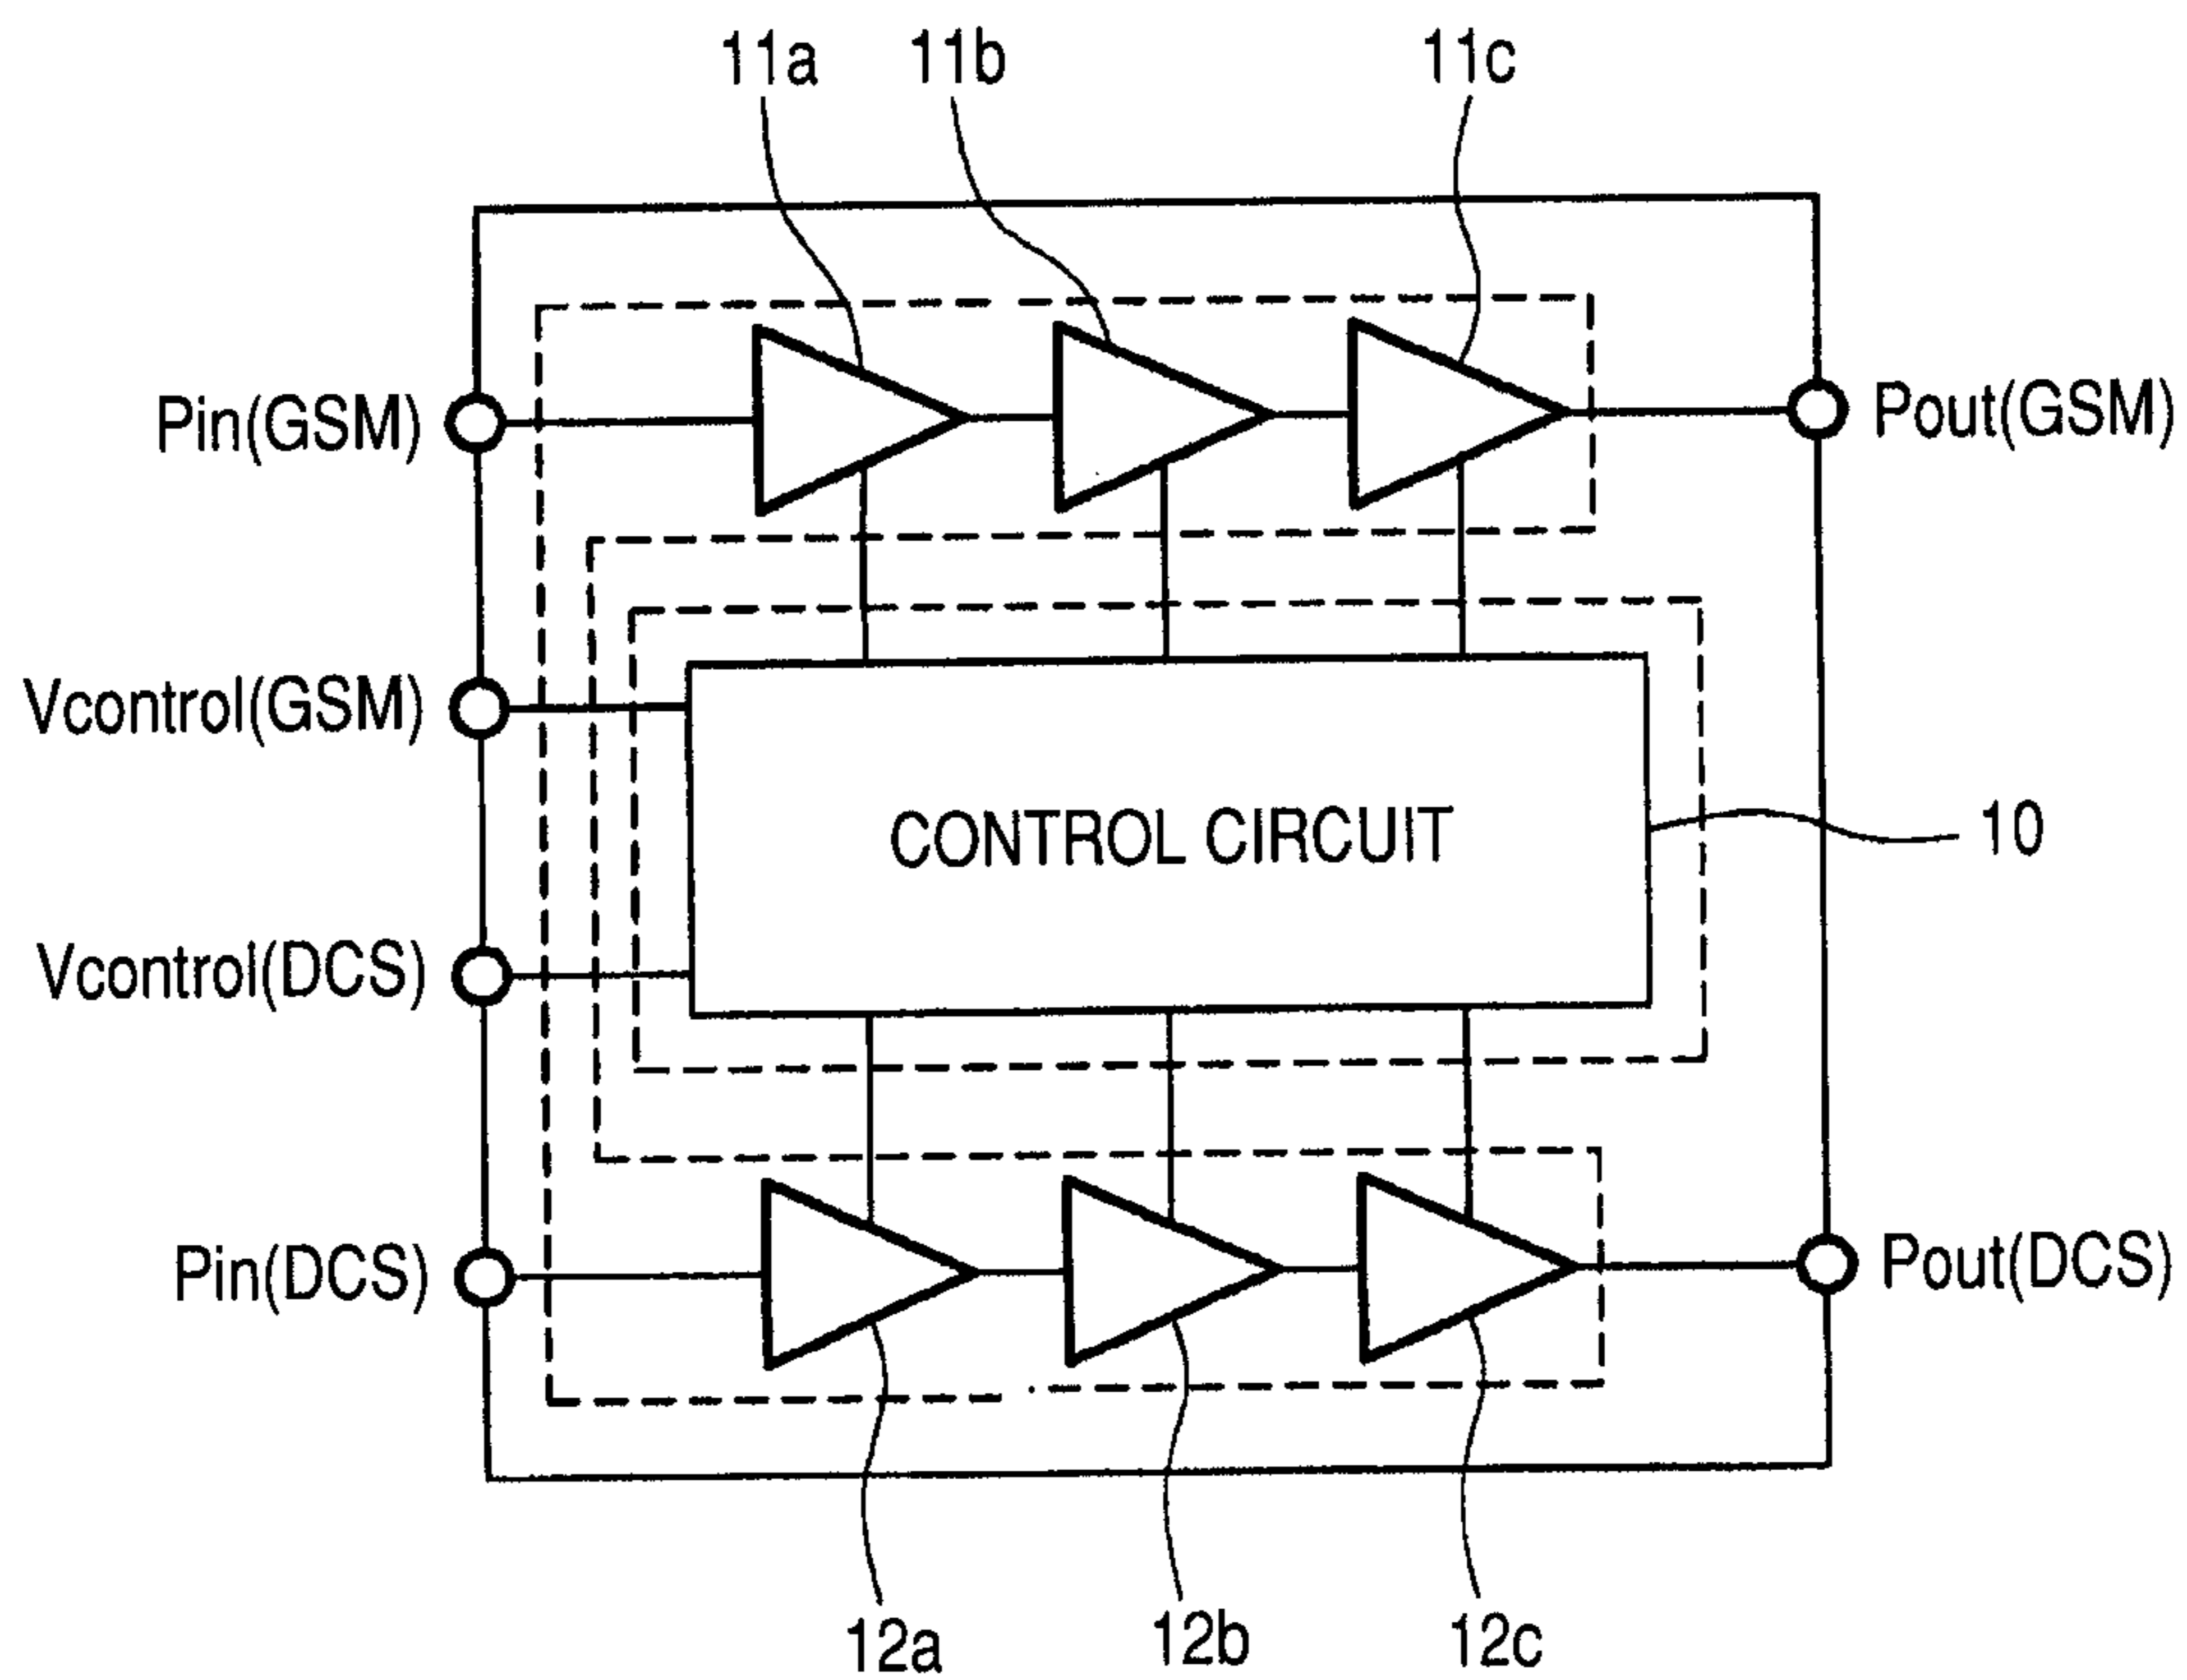 11a
11b
11c
Pin(GSM)
Pout(GSM)
Vcontrol(GSM)
CONTROL CIRCUIT
10
Vcontrol(DCS)
Pin(DCS)
Pout(DCS)
12a
12b
12c